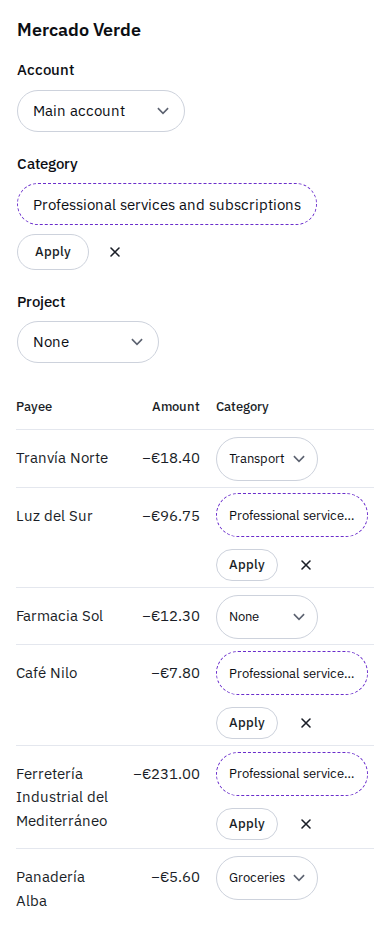 Mercado Verde
Account
Main account
Category
Professional services and subscriptions
Apply
Project
None
Payee Amount Category
Tranvía Norte −€18.40 Transport
Luz del Sur −€96.75 Professional service...
Apply
Farmacia Sol −€12.30 None
Café Nilo −€7.80 Professional service...
Apply
Ferretería −€231.00 Professional service...
Industrial del
Mediterráneo Apply
Panadería −€5.60 Groceries
Alba